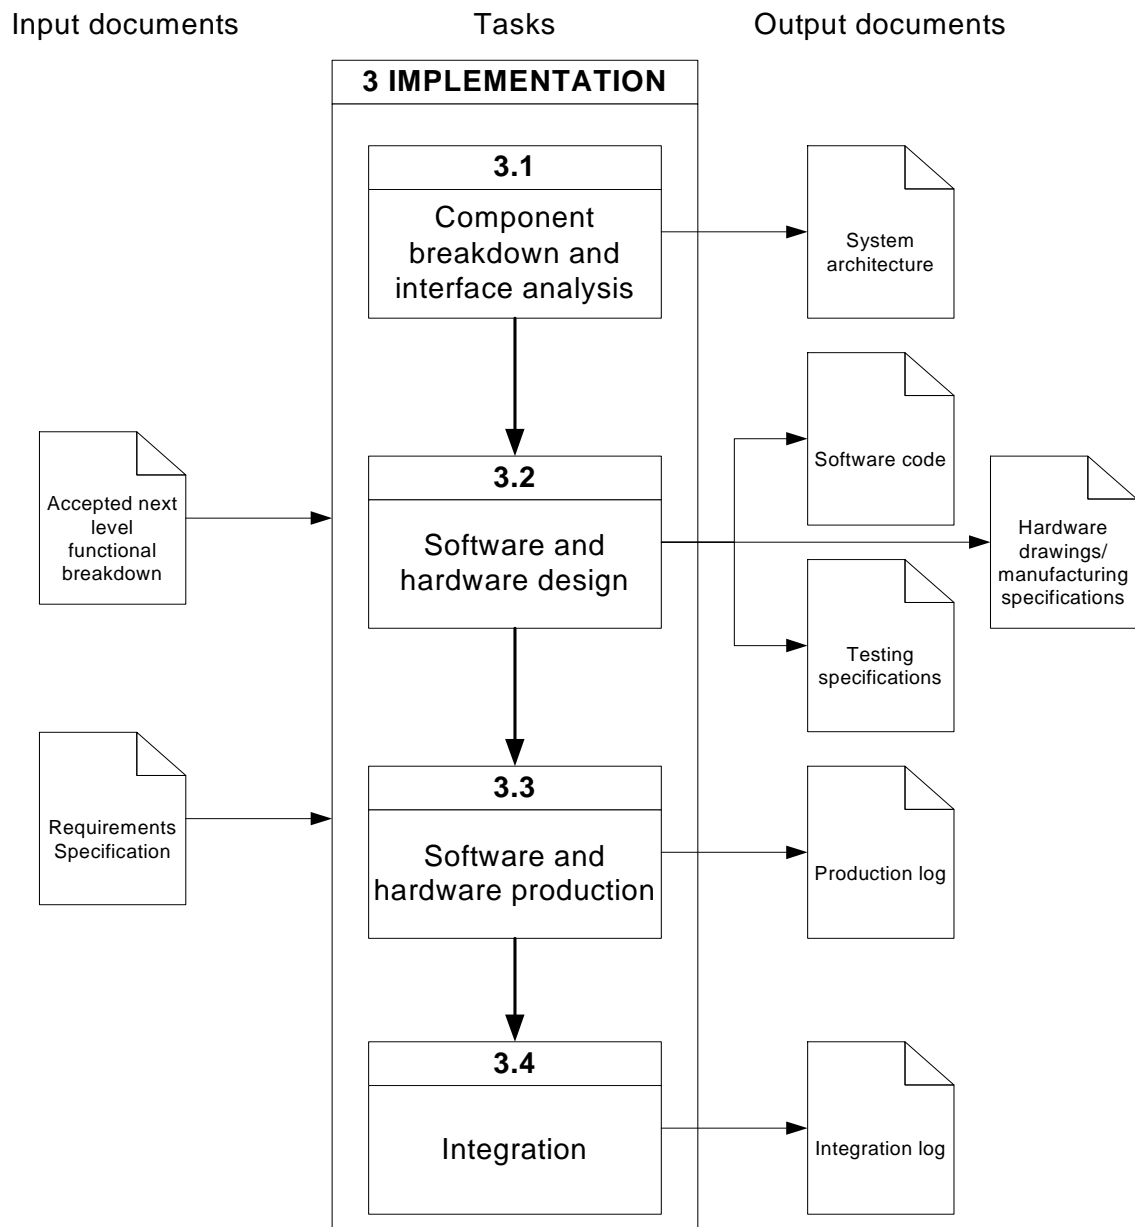 Input documents
Tasks
Output documents
3 IMPLEMENTATION
3.1
Component
breakdown and
interface analysis
System
architecture
Accepted next
level
functional
breakdown
3.2
Software and
hardware design
Software code
Hardware
drawings/
manufacturing
specifications
Testing
specifications
Requirements
Specification
3.3
Software and
hardware production
Production log
3.4
Integration
Integration log